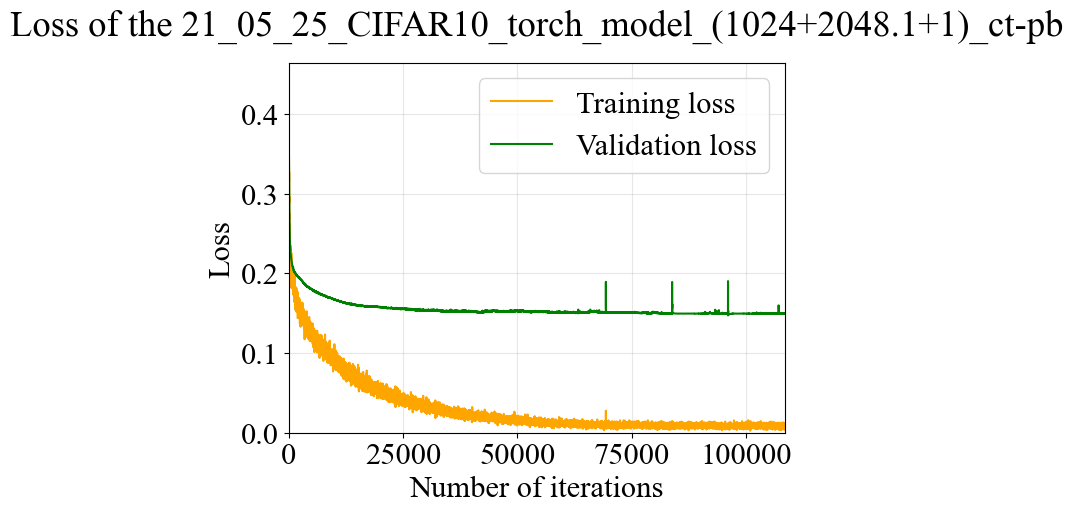 Loss of the 21_05_25_CIFAR10_torch_model_(1024+2048.1+1)_ct-pb
Training loss
Validation loss
0.4
0.3
0.2
0.1
0.0
Loss
0 25000 50000 75000 100000
Number of iterations